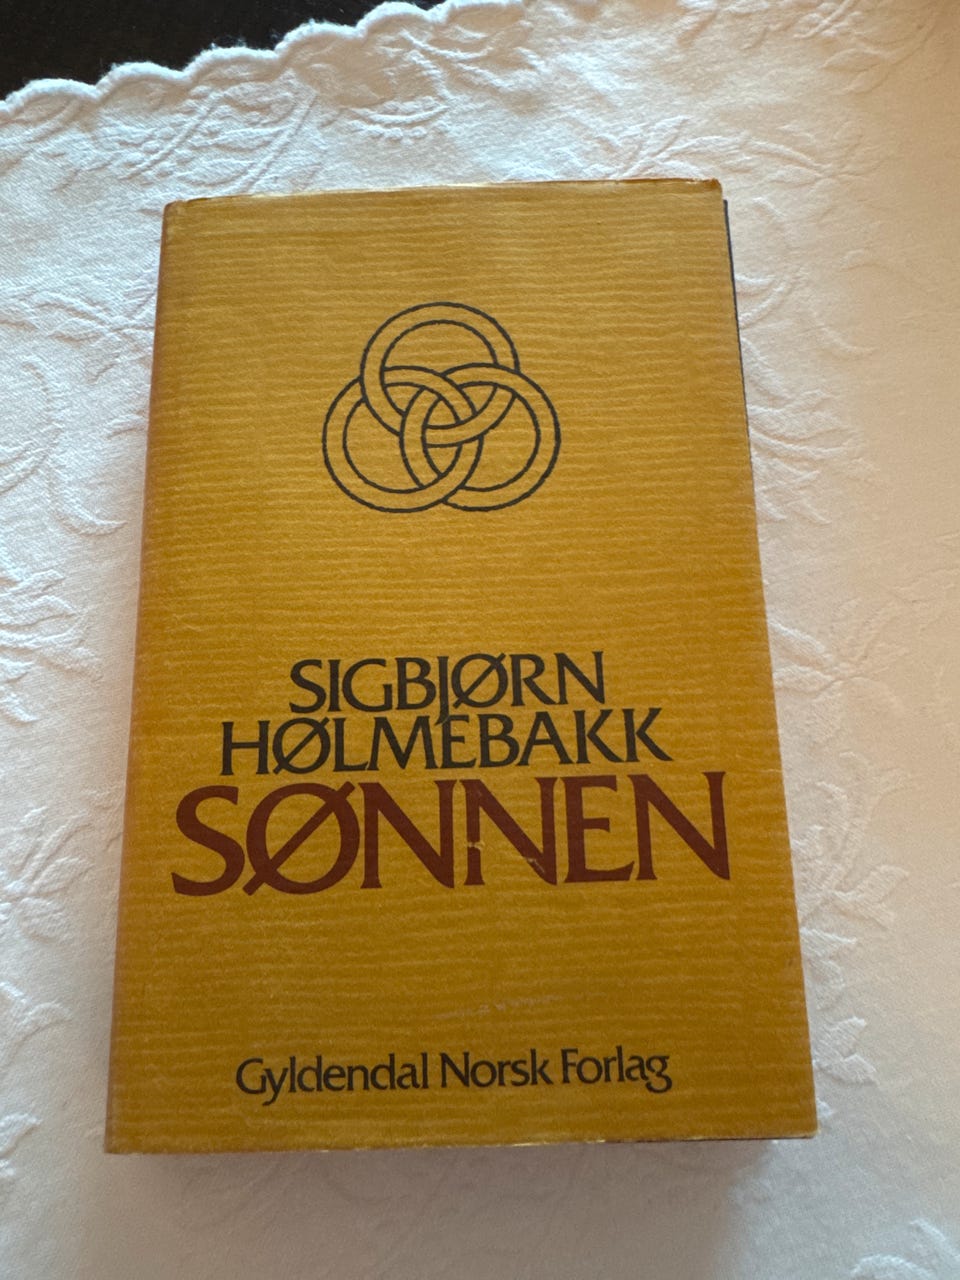 SIGBJØRN
HØLMEBAKK
SØNNEN
Gyldendal Norsk Forlag